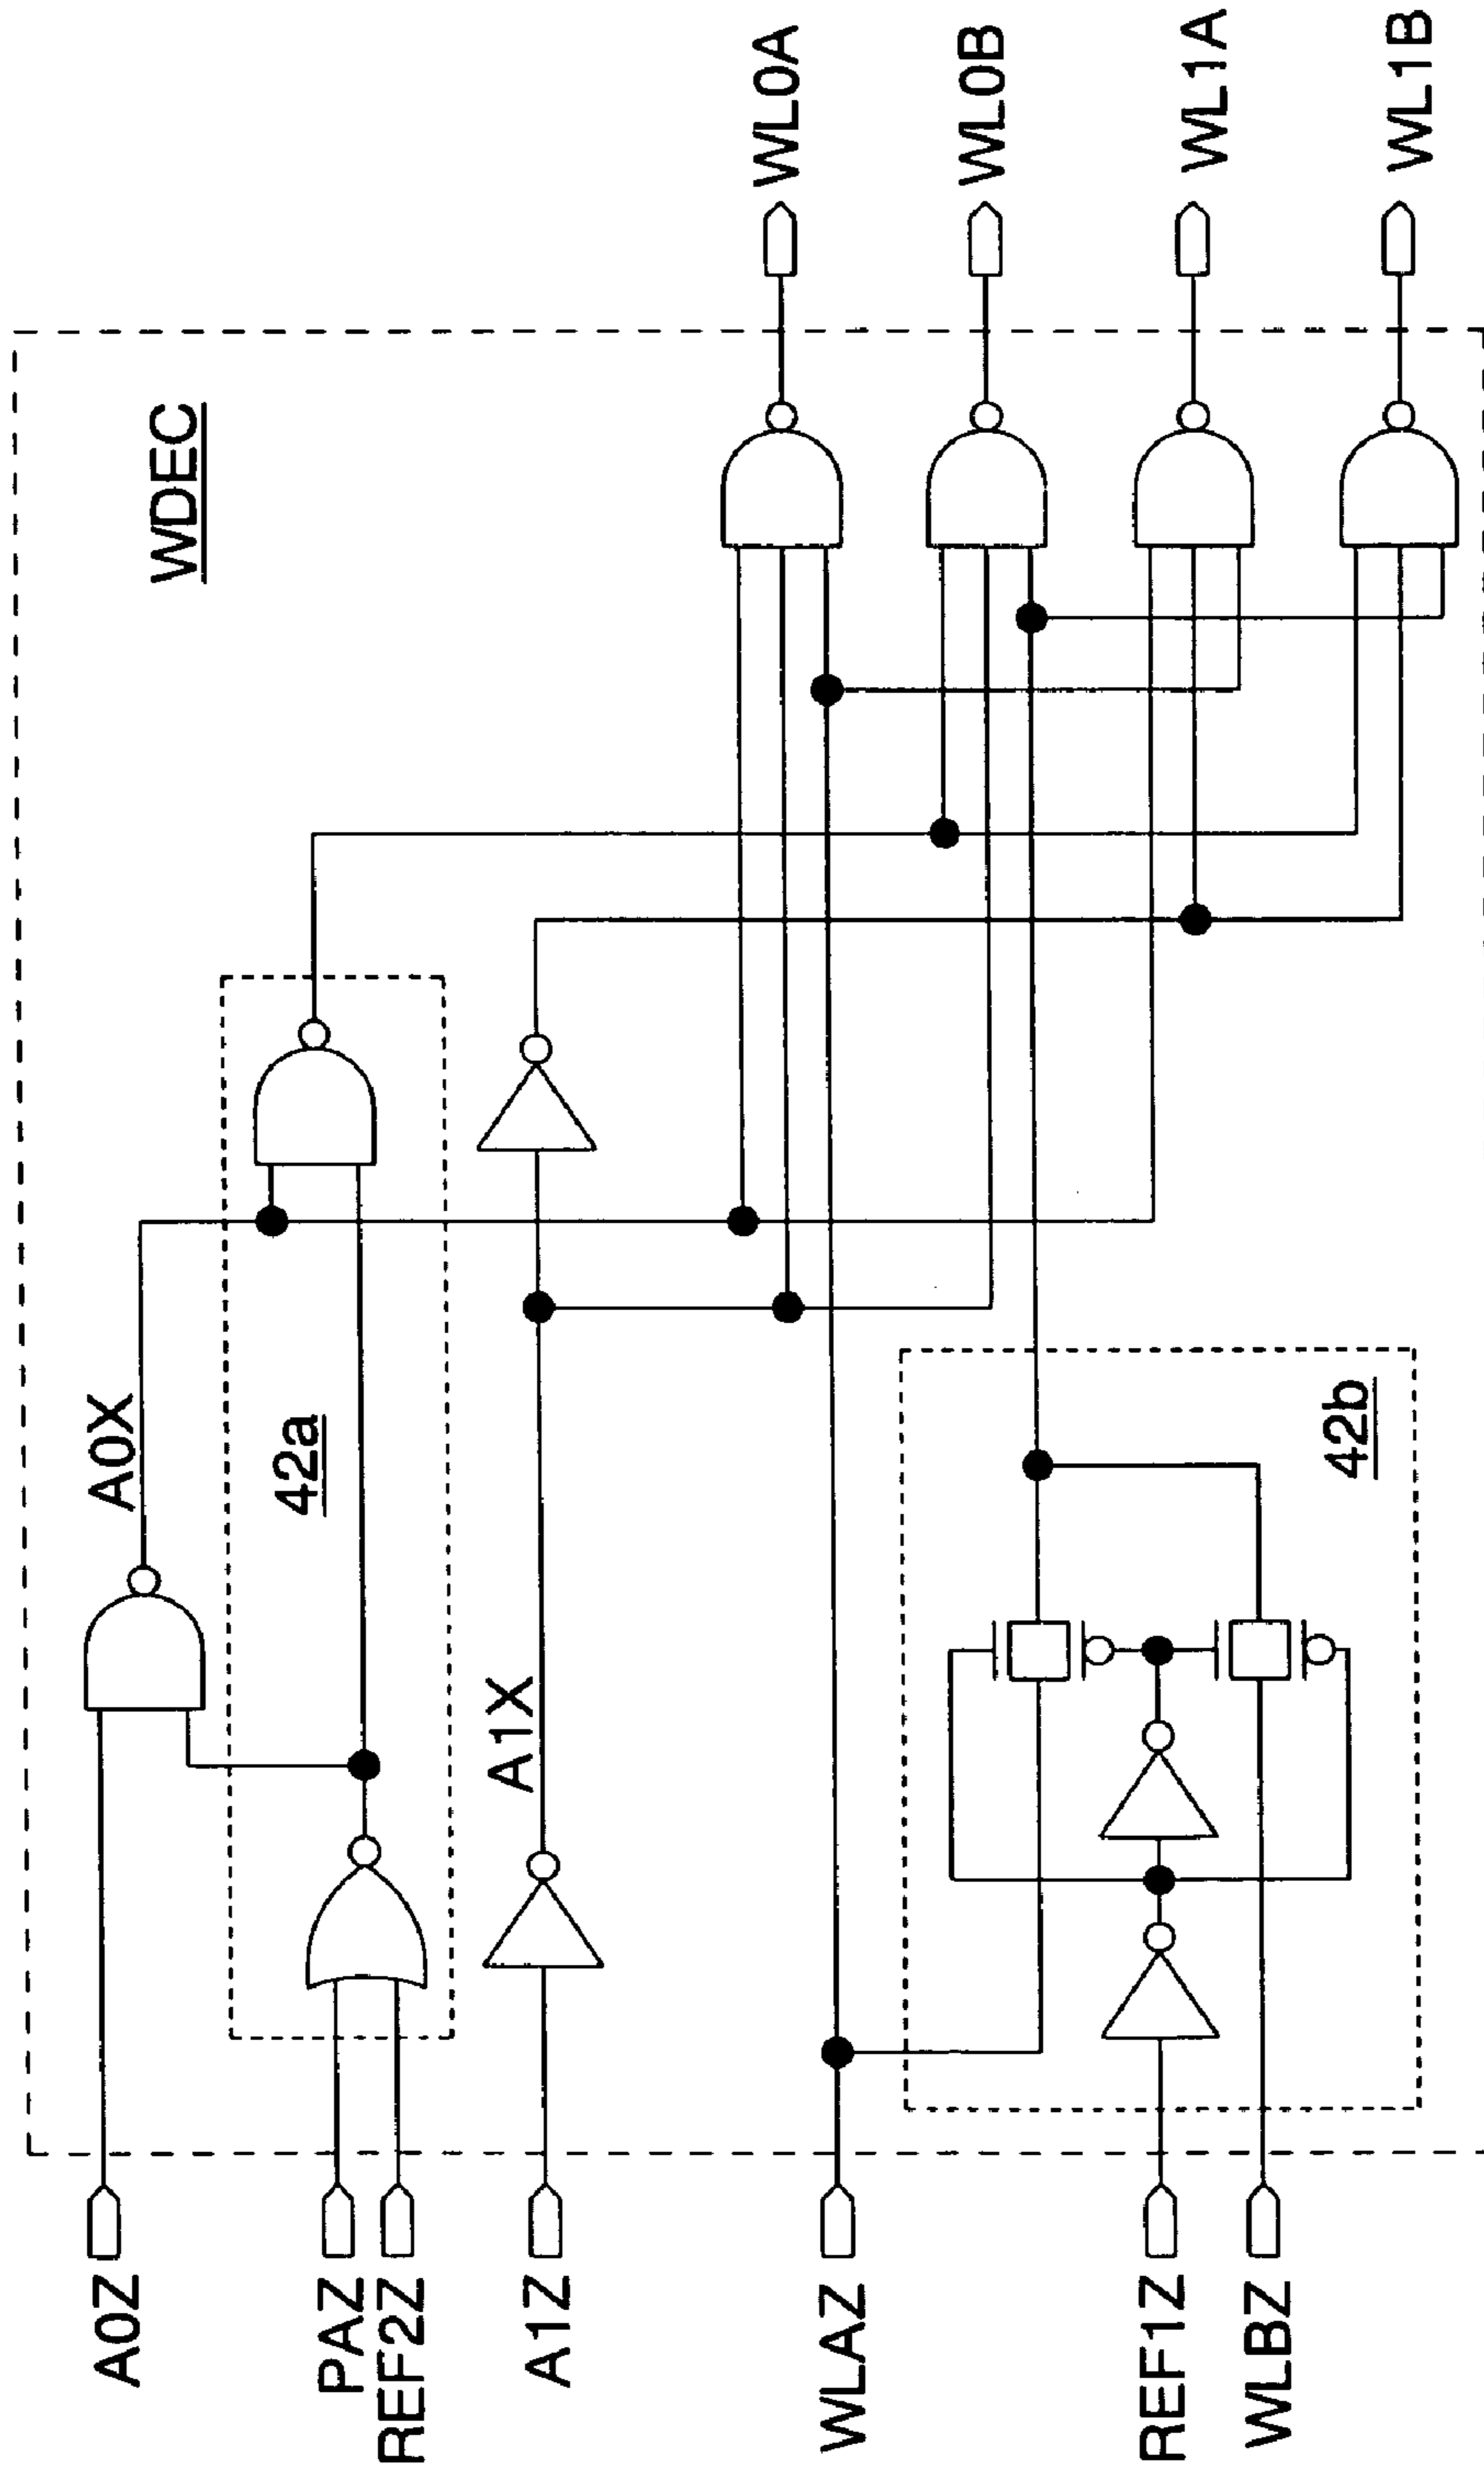 WDEC
A0Z
A0X
42a
PAZ
REF2Z
A1Z
A1X
WLAZ
REF1Z
WLBZ
42b
WL0A
WL0B
WL1A
WL1B